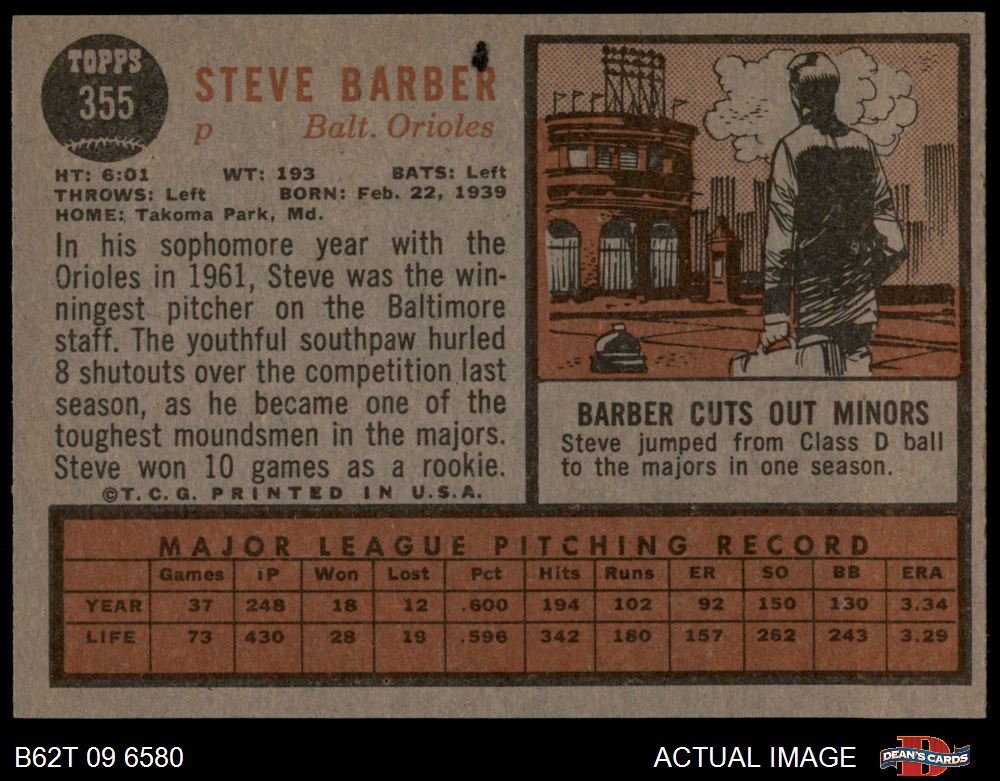 TOPPS
355
STEVE BARBER
p Balt. Orioles
HT: 6:01 WT: 193 BATS: Left
THROWS: Left BORN: Feb. 22, 1939
HOME: Takoma Park, Md.
In his sophomore year with the
Orioles in 1961, Steve was the win-
ningest pitcher on the Baltimore
staff. The youthful southpaw hurled
8 shutouts over the competition last
season, as he became one of the
toughest moundsmen in the majors.
Steve won 10 games as a rookie.
©T.C.G. PRINTED IN U.S.A.
BARBER CUTS OUT MINORS
Steve jumped from Class D ball
to the majors in one season.
MAJOR LEAGUE PITCHING RECORD
Games IP Won Lost Pct Hits Runs ER SO BB ERA
YEAR 37 248 18 12 .600 194 102 92 150 130 3.34
LIFE 73 430 28 19 .596 342 180 157 262 243 3.29
B62T 09 6580
ACTUAL IMAGE
DEAN'S CARDS